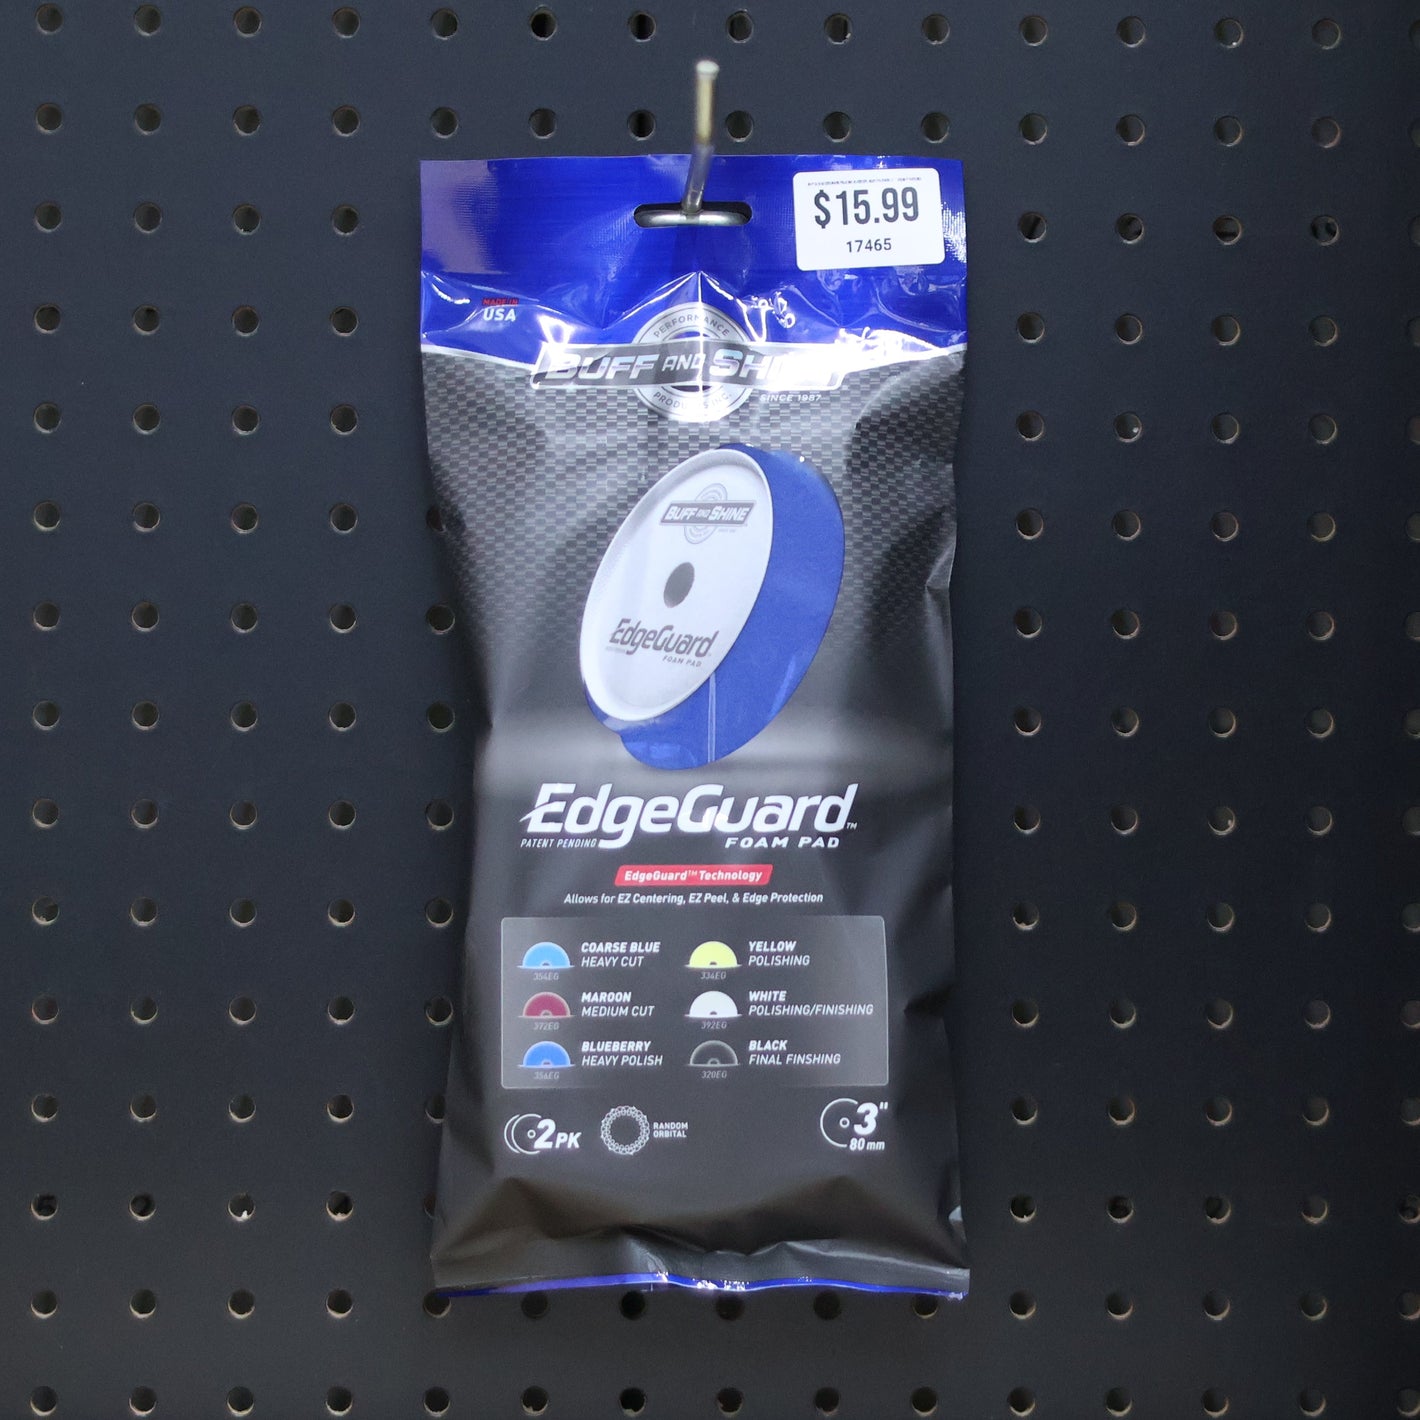 $15.99
17465
MADE IN
USA
PERFORMANCE
BUFF AND SHINE
PRODUCTS INC.
SINCE 1987
BUFF AND SHINE
EdgeGuard
FOAM PAD
EdgeGuard™
PATENT PENDING
FOAM PAD
EdgeGuard™ Technology
Allows for EZ Centering, EZ Peel, & Edge Protection
COARSE BLUE
HEAVY CUT
354EG
YELLOW
POLISHING
334EG
MAROON
MEDIUM CUT
372EG
WHITE
POLISHING/FINISHING
392EG
BLUEBERRY
HEAVY POLISH
356EG
BLACK
FINAL FINSHING
320EG
2PK
RANDOM
ORBITAL
3"
80 mm